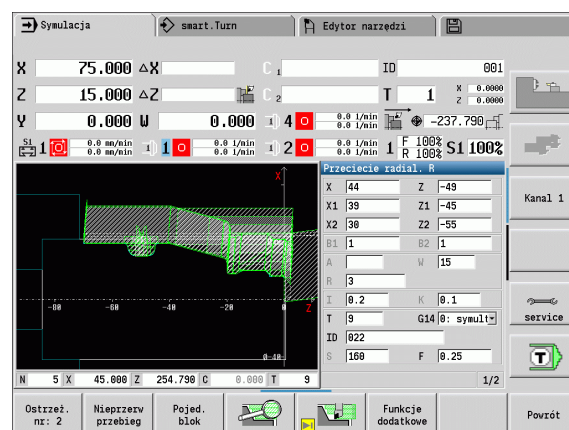 Symulacja smart.Turn Edytor narzędzi
X 75.000 △X C 1 ID 001
Z 15.000 △Z C 2 T 1 X 0.0000 Z 0.0000
Y 0.000 W 0.000 4 0.0 1/min 0.0 1/min -237.790
S1 1 0.0 mm/min 0.0 mm/min 1 0.0 1/min 0.0 1/min 2 0.0 1/min 0.0 1/min 1 F 100% R 100% S1 100%
Przeciecie radial. R
X 44 Z -49
X1 39 Z1 -45
X2 30 Z2 -55
B1 1 B2 1
A W 15
R 3
I 0.2 K 0.1
T 9 G14 0: symult
ID 022
S 160 F 0.25
1/2
X
-80 -60 -40 -20 0 Z
N 5 X 45.000 Z 254.790 C 0.000 T 9
Kanal 1
service
T
Ostrzeż. nr: 2
Nieprzerw przebieg
Pojed. blok
Funkcje dodatkowe
Powrót